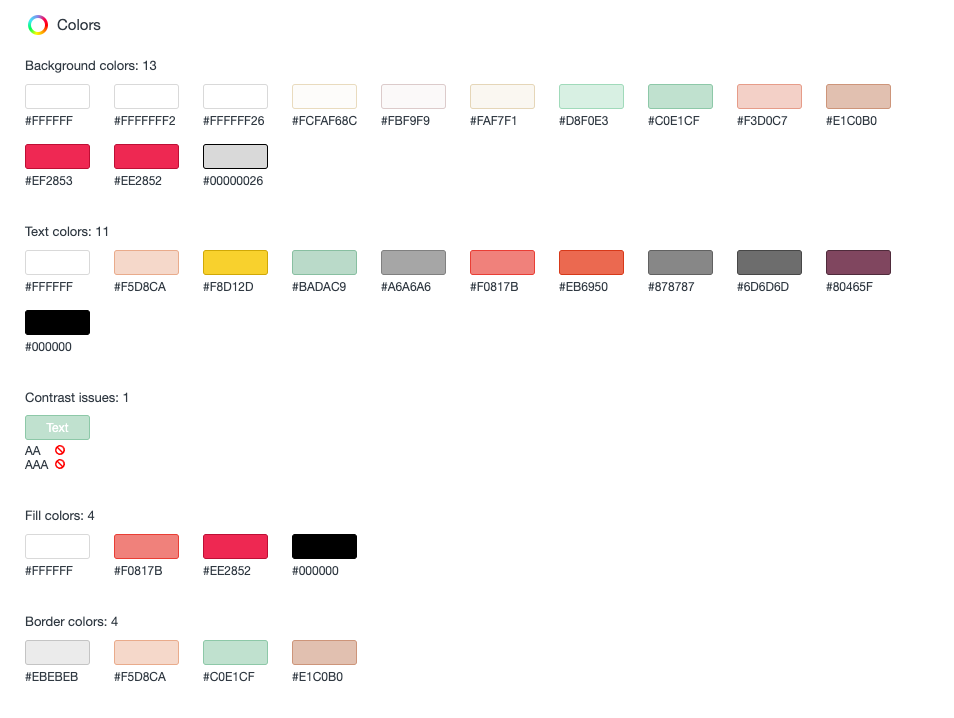 Colors
Background colors: 13
#FFFFFF #FFFFFFF2 #FFFFFF26 #FCFAF68C #FBF9F9 #FAF7F1 #D8F0E3 #C0E1CF #F3D0C7 #E1C0B0
#EF2853 #EE2852 #00000026
Text colors: 11
#FFFFFF #F5D8CA #F8D12D #BADAC9 #A6A6A6 #F0817B #EB6950 #878787 #6D6D6D #80465F
#000000
Contrast issues: 1
Text
AA
AAA
Fill colors: 4
#FFFFFF #F0817B #EE2852 #000000
Border colors: 4
#EBEBEB #F5D8CA #C0E1CF #E1C0B0